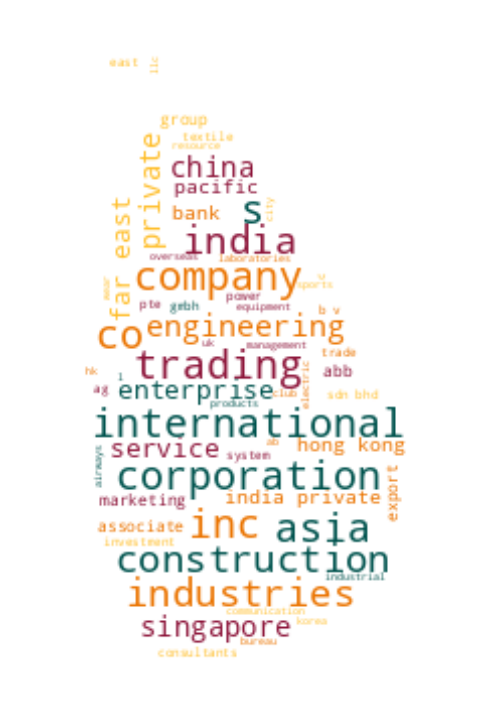 east llc
group
textile
resource
private
china
pacific
bank s city
far east
india
overseas laboratories
company
wear sports
power
pte gmbh equipment b v
co engineering
uk management
trading trade
hk electric abb
ag l enterprise club sdn bhd
products
international
service ab hong kong
airways system
corporation
marketing india private export
associate inc asia
investment
construction
industrial
industries
communication
singapore korea
bureau
consultants